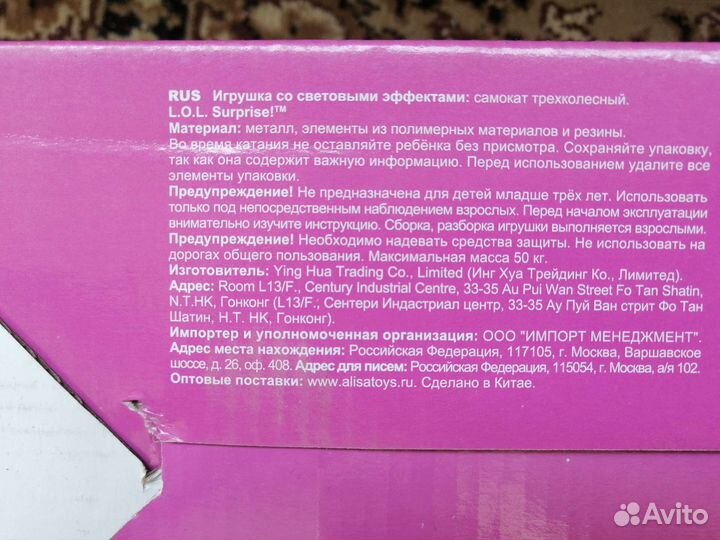 RUS Игрушка со световыми эффектами: самокат трехколесный.
L.O.L. Surprise!™
Материал: металл, элементы из полимерных материалов и резины.
Во время катания не оставляйте ребёнка без присмотра. Сохраняйте упаковку,
так как она содержит важную информацию. Перед использованием удалите все
элементы упаковки.
Предупреждение! Не предназначена для детей младше трёх лет. Использовать
только под непосредственным наблюдением взрослых. Перед началом эксплуатации
внимательно изучите инструкцию. Сборка, разборка игрушки выполняется взрослыми.
Предупреждение! Необходимо надевать средства защиты. Не использовать на
дорогах общего пользования. Максимальная масса 50 кг.
Изготовитель: Ying Hua Trading Co., Limited (Инг Хуа Трейдинг Ко., Лимитед).
Адрес: Room L13/F., Century Industrial Centre, 33-35 Au Pui Wan Street Fo Tan Shatin,
N.T.HK, Гонконг (L13/F., Сентери Индастриал центр, 33-35 Ау Пуй Ван стрит Фо Тан
Шатин, Н.Т. НК, Гонконг).
Импортер и уполномоченная организация: ООО "ИМПОРТ МЕНЕДЖМЕНТ".
Адрес места нахождения: Российская Федерация, 117105, г. Москва, Варшавское
шоссе, д. 26, оф. 408. Адрес для писем: Российская Федерация, 115054, г. Москва, а/я 102.
Оптовые поставки: www.alisatoys.ru. Сделано в Китае.
Avito